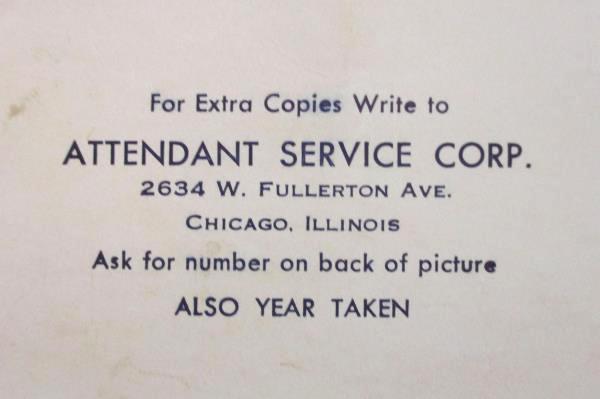 For Extra Copies Write to
ATTENDANT SERVICE CORP.
2634 W. FULLERTON AVE.
CHICAGO, ILLINOIS
Ask for number on back of picture
ALSO YEAR TAKEN